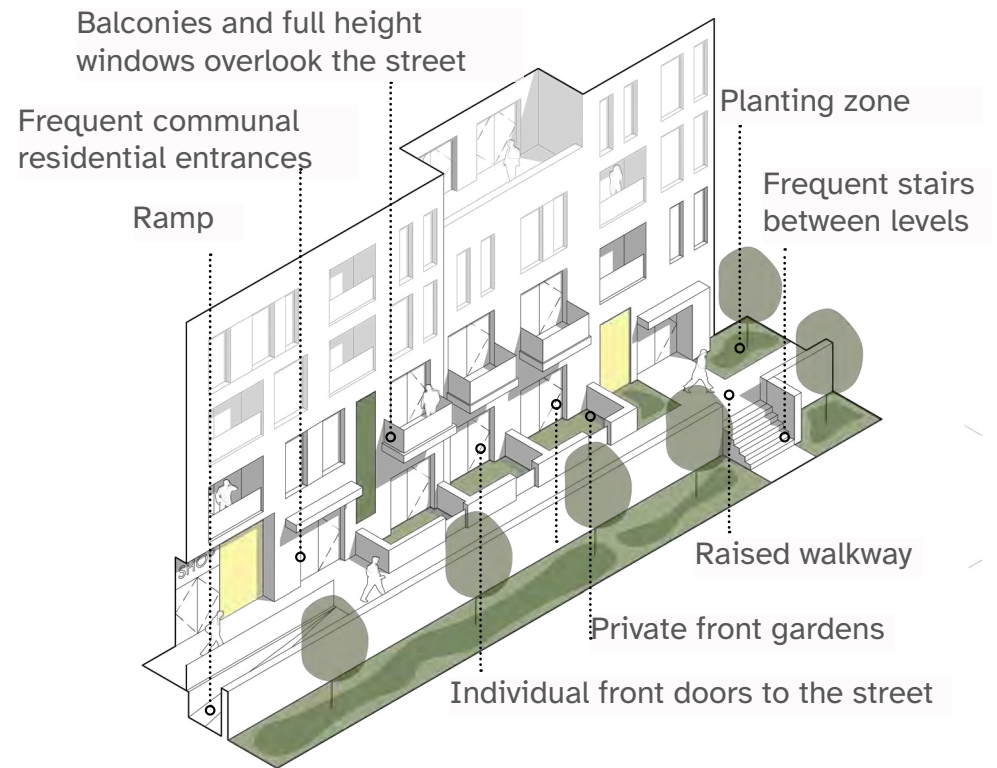 Balconies and full height
windows overlook the street
Frequent communal
residential entrances
Ramp
Planting zone
Frequent stairs
between levels
Raised walkway
Private front gardens
Individual front doors to the street